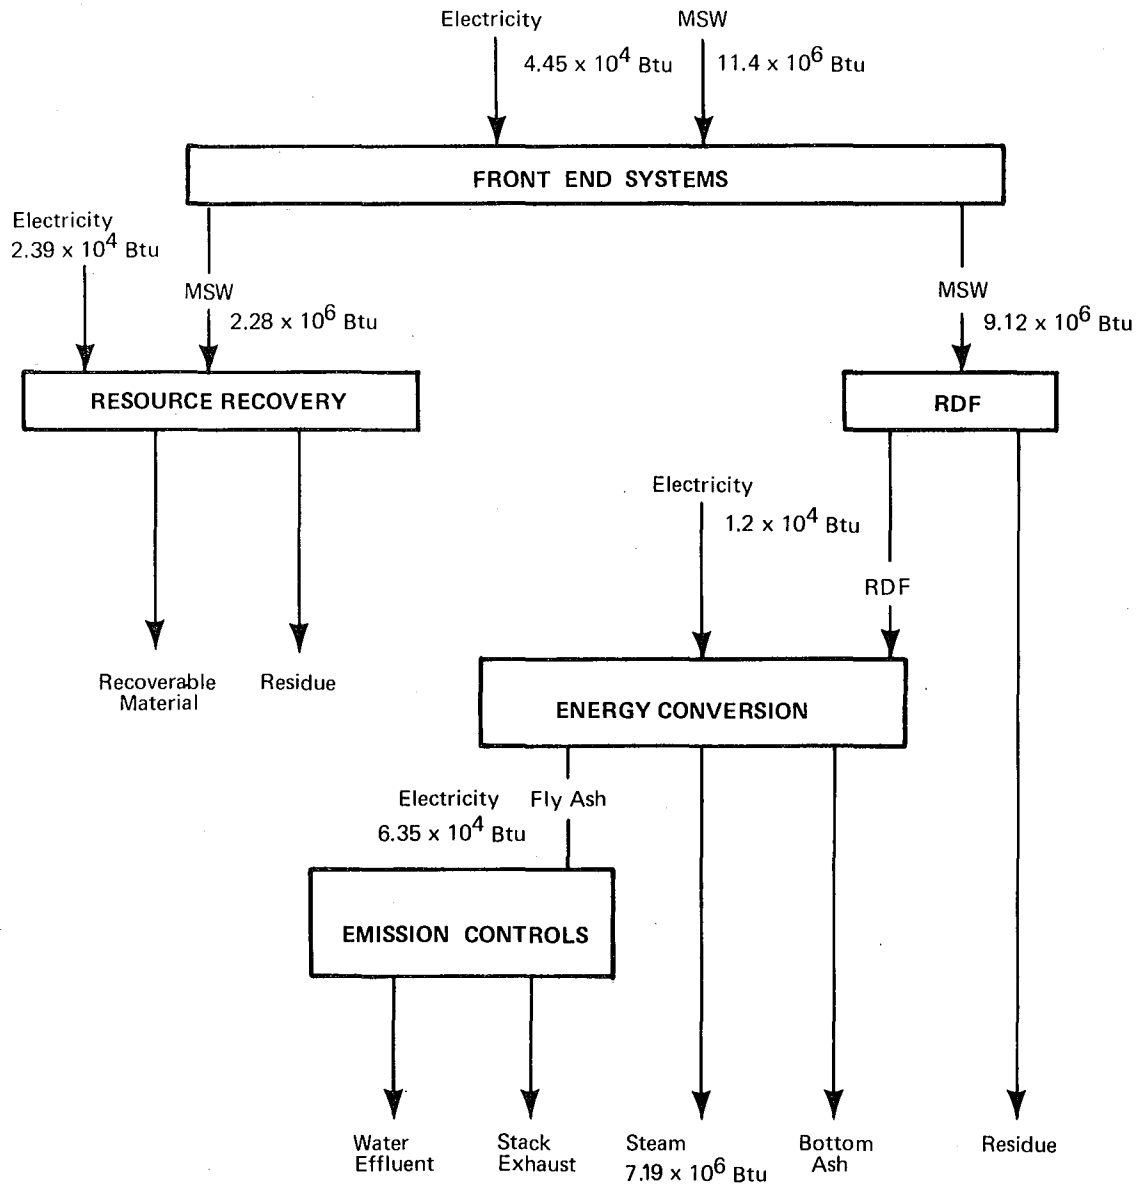 Electricity
4.45 x 10^4 Btu
MSW
11.4 x 10^6 Btu
FRONT END SYSTEMS
Electricity
2.39 x 10^4 Btu
MSW
2.28 x 10^6 Btu
MSW
9.12 x 10^6 Btu
RESOURCE RECOVERY
RDF
Electricity
1.2 x 10^4 Btu
RDF
Recoverable
Material
Residue
ENERGY CONVERSION
Electricity
6.35 x 10^4 Btu
Fly Ash
EMISSION CONTROLS
Water
Effluent
Stack
Exhaust
Steam
7.19 x 10^6 Btu
Bottom
Ash
Residue